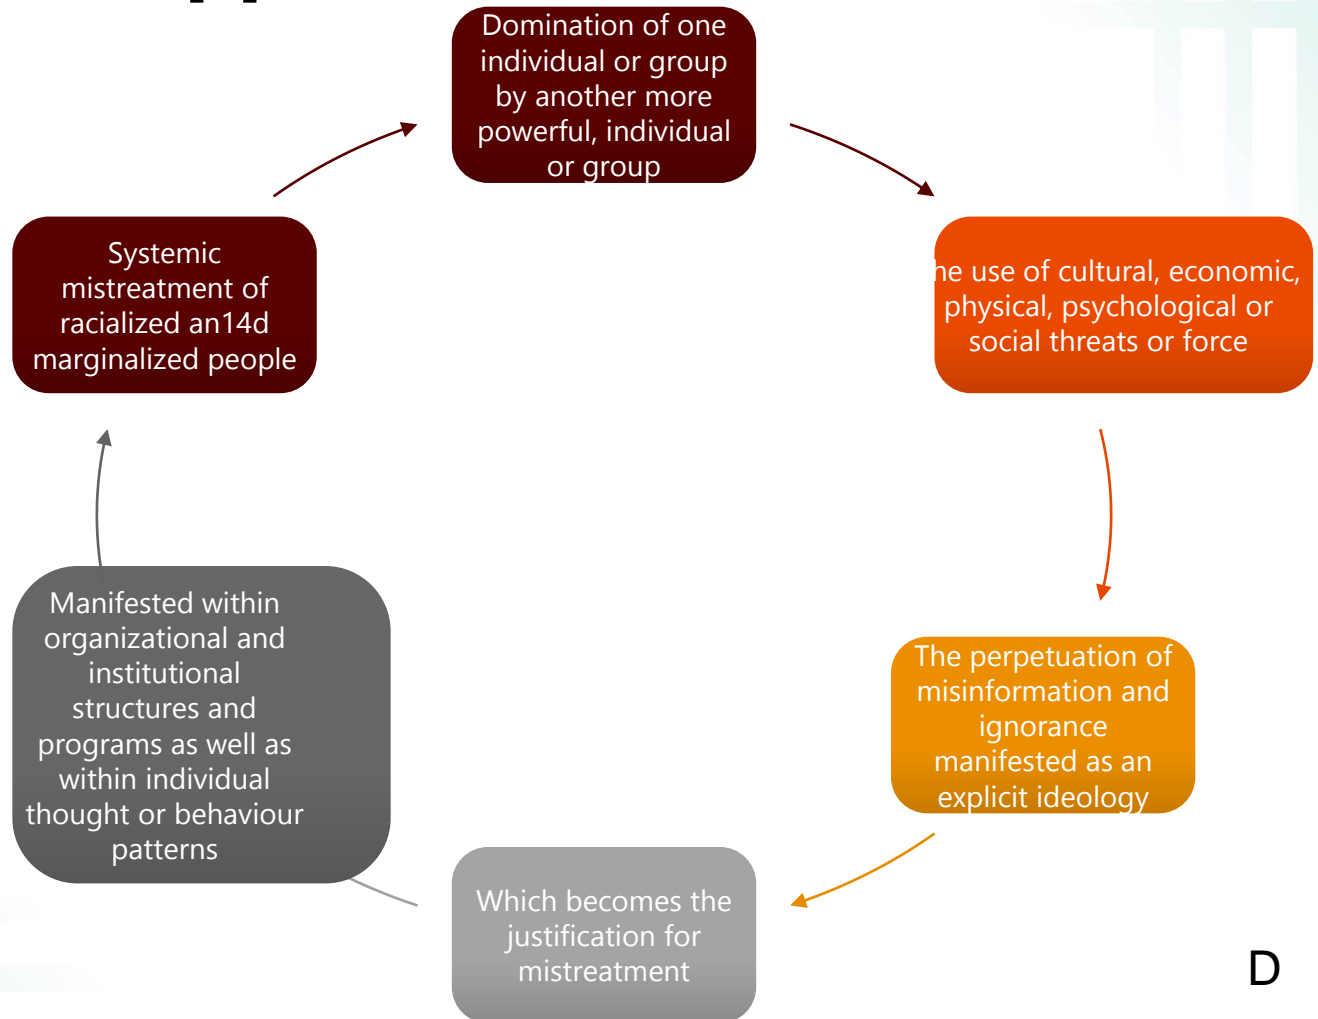 Domination of one
individual or group
by another more
powerful, individual
or group
he use of cultural, economic,
physical, psychological or
social threats or force
The perpetuation of
misinformation and
ignorance
manifested as an
explicit ideology
Which becomes the
justification for
mistreatment
Manifested within
organizational and
institutional
structures and
programs as well as
within individual
thought or behaviour
patterns
Systemic
mistreatment of
racialized an14d
marginalized people
D